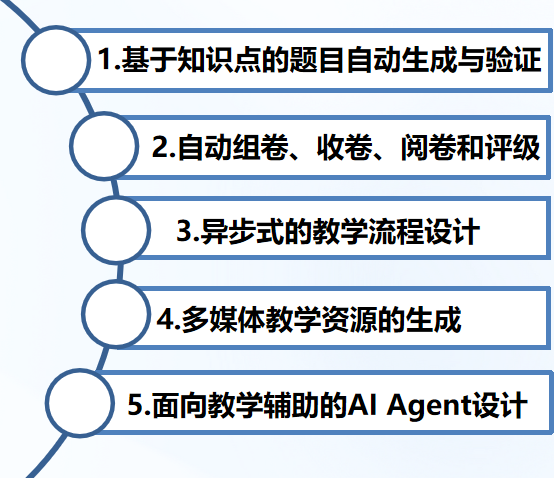 1.基于知识点的题目自动生成与验证
2.自动组卷、收卷、阅卷和评级
3.异步式的教学流程设计
4.多媒体教学资源的生成
5.面向教学辅助的AI Agent设计